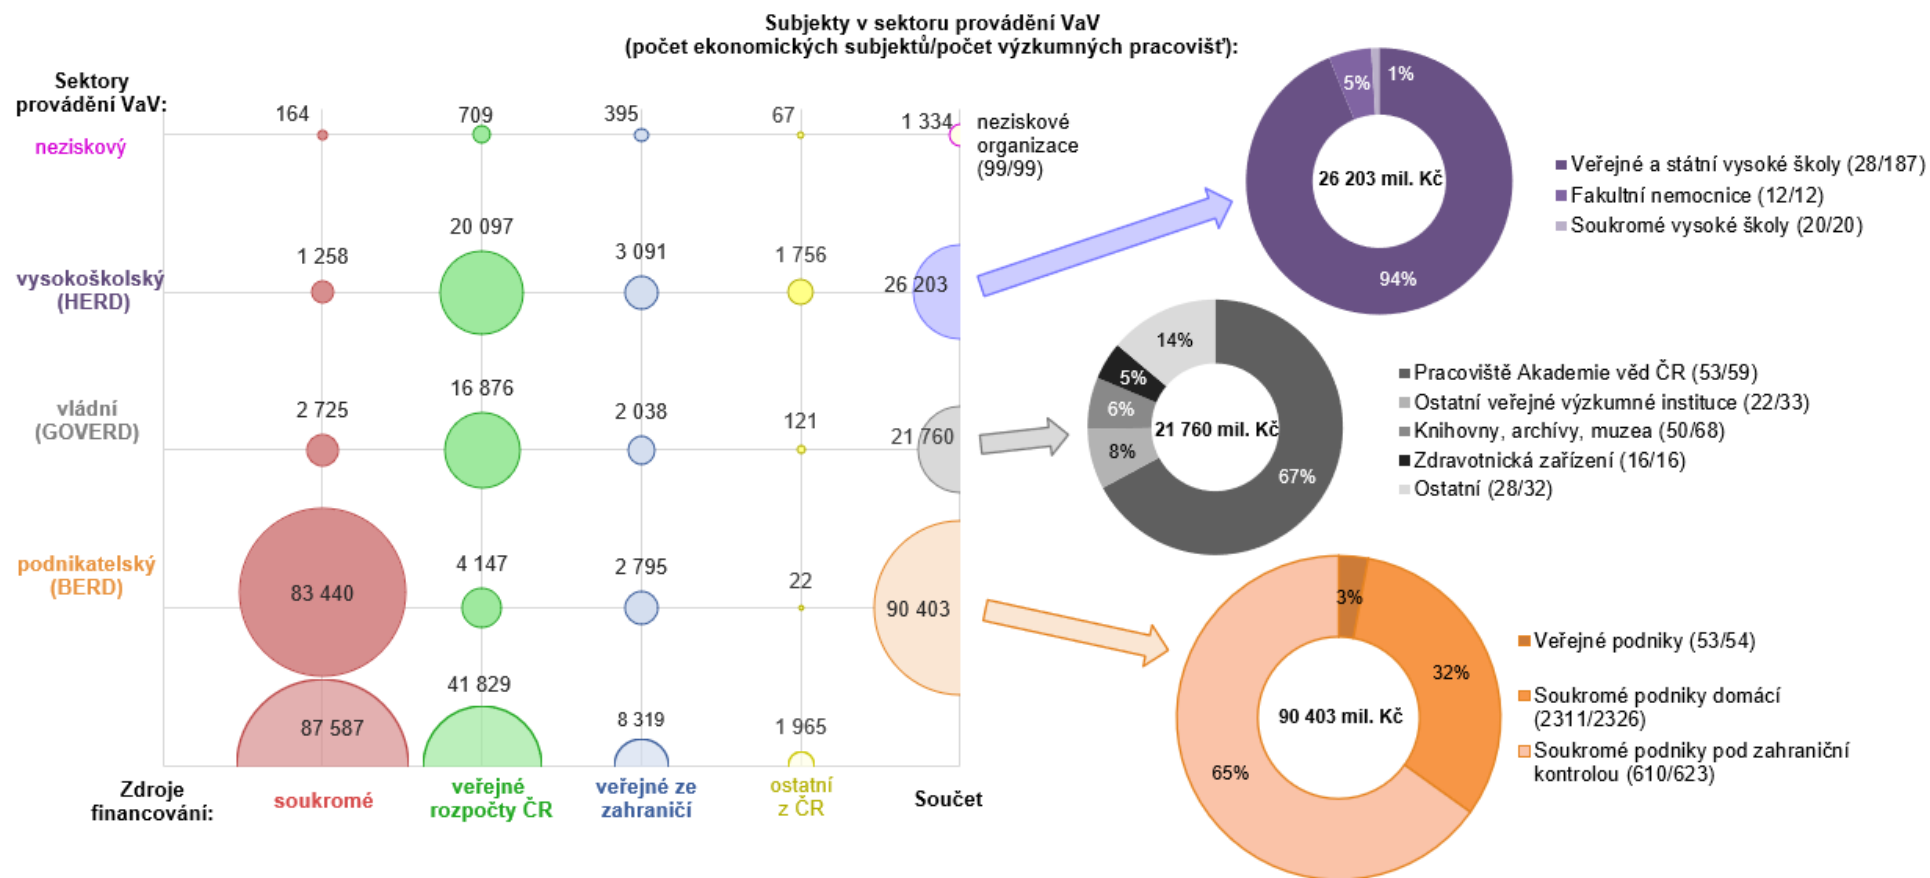 Subjekty v sektoru provádění VaV
(počet ekonomických subjektů/počet výzkumných pracovišť):
Sektory
provádění VaV:
164
709
395
67
1 334
neziskový
neziskové
organizace
(99/99)
1 258
20 097
3 091
1 756
26 203
vysokoškolský
(HERD)
2 725
16 876
2 038
121
21 760
vládní
(GOVERD)
83 440
4 147
2 795
22
90 403
podnikatelský
(BERD)
87 587
41 829
8 319
1 965
Zdroje
financování:
soukromé
veřejné
rozpočty ČR
veřejné ze
zahraničí
ostatní
z ČR
Součet
5%
1%
26 203 mil. Kč
94%
Veřejné a státní vysoké školy (28/187)
Fakultní nemocnice (12/12)
Soukromé vysoké školy (20/20)
14%
5%
6%
8%
21 760 mil. Kč
67%
Pracoviště Akademie věd ČR (53/59)
Ostatní veřejné výzkumné instituce (22/33)
Knihovny, archívy, muzea (50/68)
Zdravotnická zařízení (16/16)
Ostatní (28/32)
3%
32%
90 403 mil. Kč
65%
Veřejné podniky (53/54)
Soukromé podniky domácí
(2311/2326)
Soukromé podniky pod zahraniční
kontrolou (610/623)